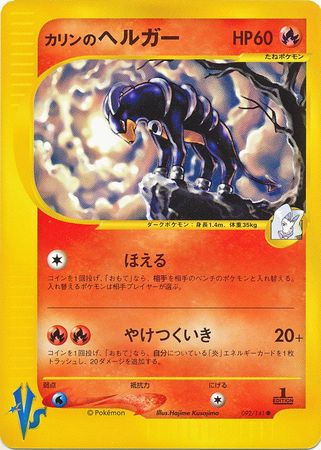 カリンのヘルガー HP60
たねポケモン
ダークポケモン：身長1.4m、体重35kg
ほえる
コインを1回投げ、「おもて」なら、相手を相手のベンチのポケモンと入れ替える。
入れ替えるポケモンは相手プレイヤーが選ぶ。
やけつくいき 20+
コインを1回投げ、「おもて」なら、自分についている「炎」エネルギーカードを1枚
トラッシュし、20ダメージを追加する。
弱点 抵抗力 にげる
VS
© Pokémon Illus. Hajime Kusajima 092/141 ●
1
EDITION